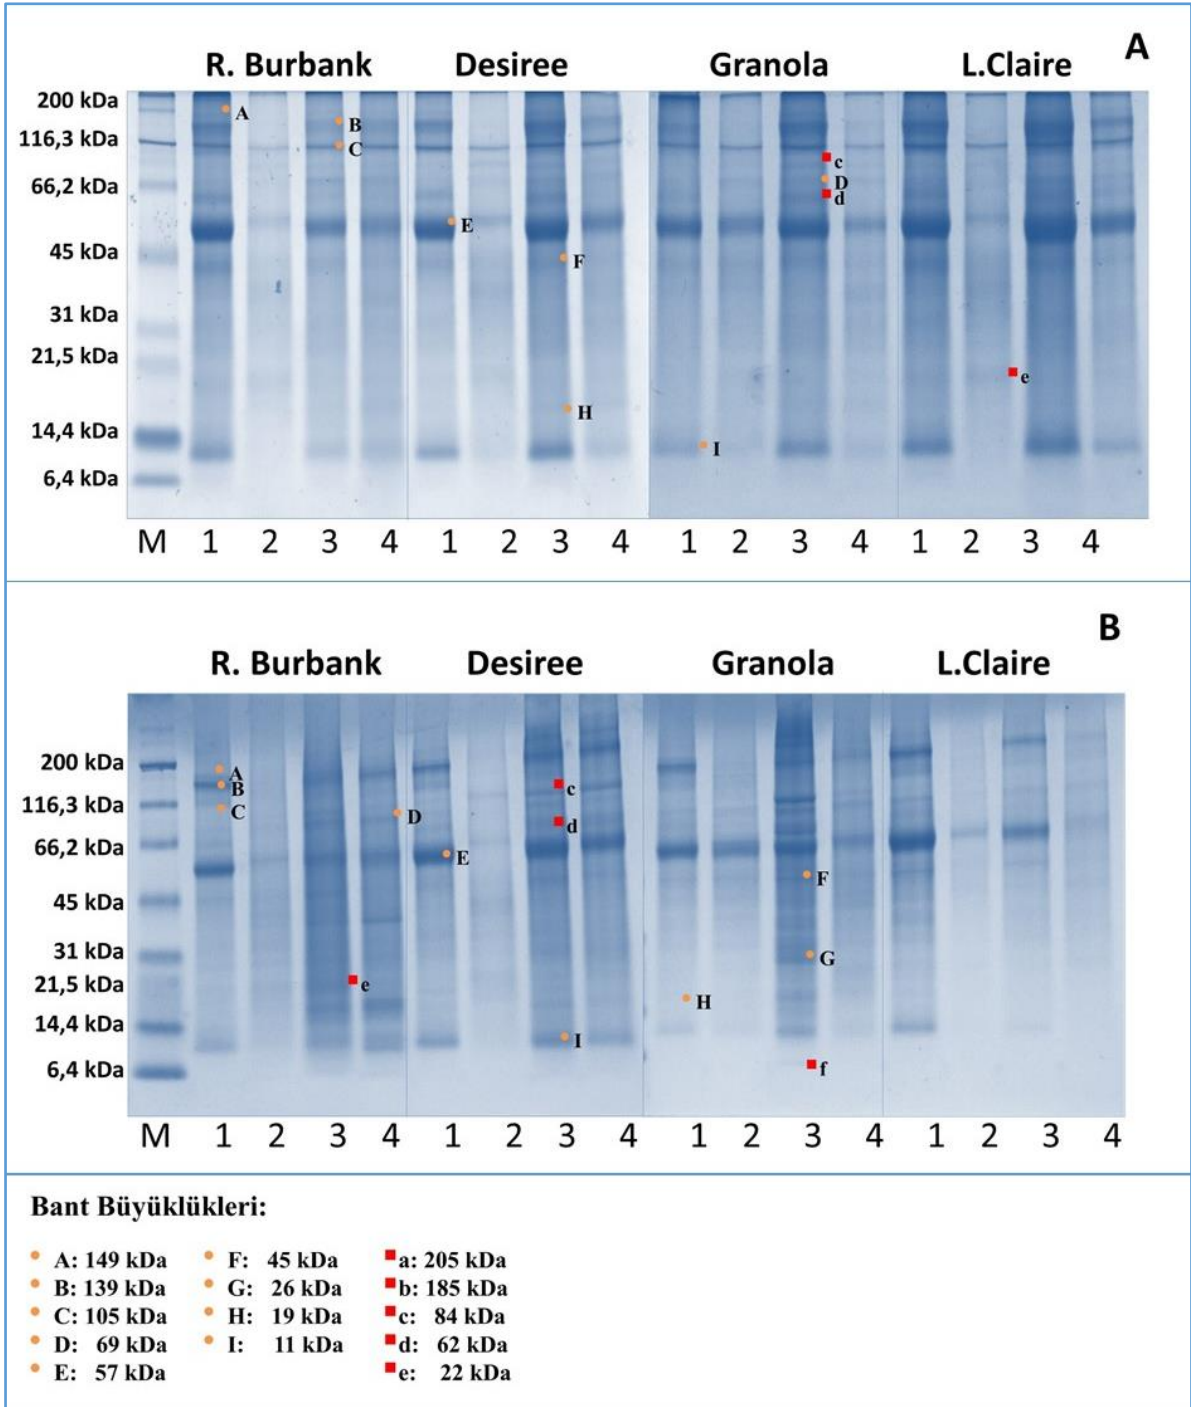 A
R. Burbank Desiree Granola L.Claire
200 kDa
116,3 kDa
66,2 kDa
45 kDa
31 kDa
21,5 kDa
14,4 kDa
6,4 kDa
A
B
C
E
F
H
c
D
d
I
e
M 1 2 3 4 1 2 3 4 1 2 3 4 1 2 3 4
B
R. Burbank Desiree Granola L.Claire
200 kDa
116,3 kDa
66,2 kDa
45 kDa
31 kDa
21,5 kDa
14,4 kDa
6,4 kDa
A
B
C
D
E
e
c
d
I
F
G
H
f
M 1 2 3 4 1 2 3 4 1 2 3 4 1 2 3 4
Bant Büyüklükleri:
A: 149 kDa F: 45 kDa a: 205 kDa
B: 139 kDa G: 26 kDa b: 185 kDa
C: 105 kDa H: 19 kDa c: 84 kDa
D: 69 kDa I: 11 kDa d: 62 kDa
E: 57 kDa e: 22 kDa